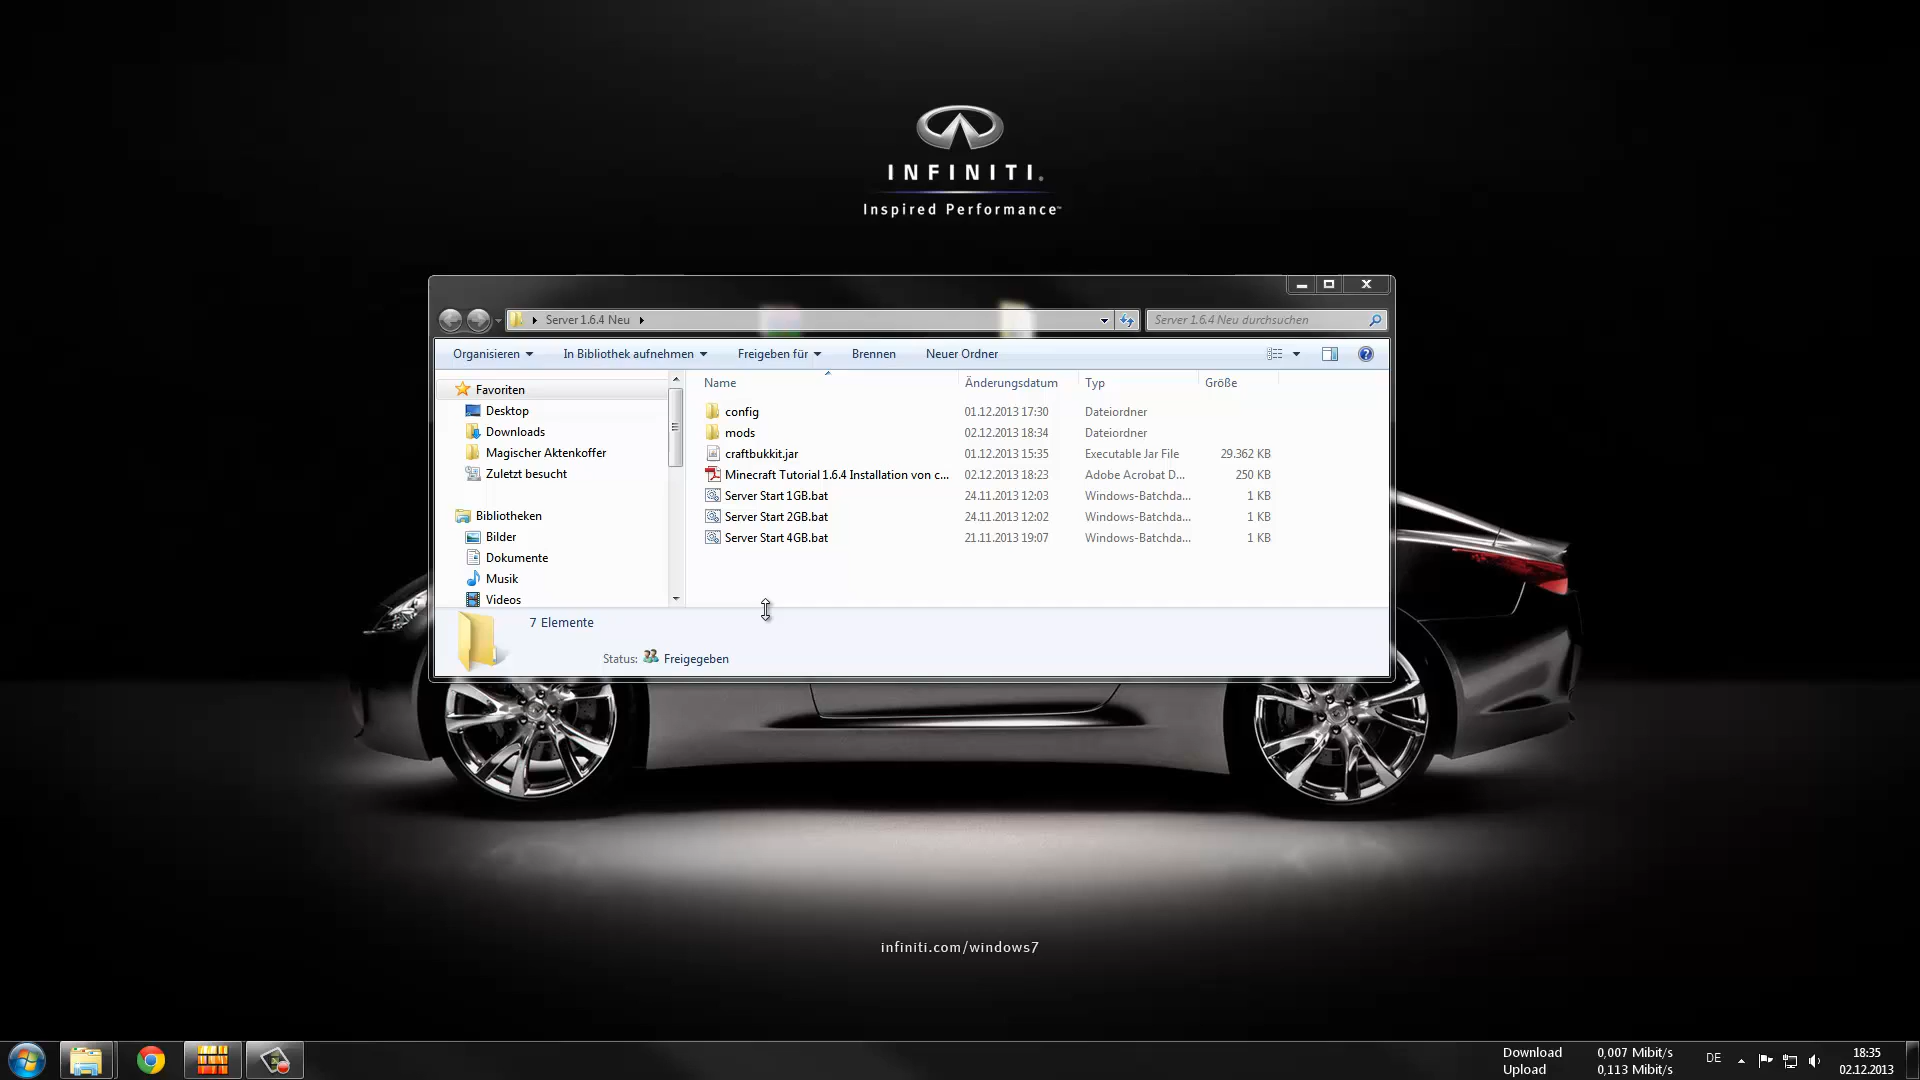 INFINITI.
Inspired Performance™
Server 1.6.4 Neu
Server 1.6.4 Neu durchsuchen
Organisieren
In Bibliothek aufnehmen
Freigeben für
Brennen
Neuer Ordner
Favoriten
Desktop
Downloads
Magischer Aktenkoffer
Zuletzt besucht
Bibliotheken
Bilder
Dokumente
Musik
Videos
Name Änderungsdatum Typ Größe
config 01.12.2013 17:30 Dateiordner
mods 02.12.2013 18:34 Dateiordner
craftbukkit.jar 01.12.2013 15:35 Executable Jar File 29.362 KB
Minecraft Tutorial 1.6.4 Installation von c... 02.12.2013 18:23 Adobe Acrobat D... 250 KB
Server Start 1GB.bat 24.11.2013 12:03 Windows-Batchda... 1 KB
Server Start 2GB.bat 24.11.2013 12:02 Windows-Batchda... 1 KB
Server Start 4GB.bat 21.11.2013 19:07 Windows-Batchda... 1 KB
7 Elemente
Status: Freigegeben
infiniti.com/windows7
Download 0,007 Mibit/s
Upload 0,113 Mibit/s
DE
18:35
02.12.2013